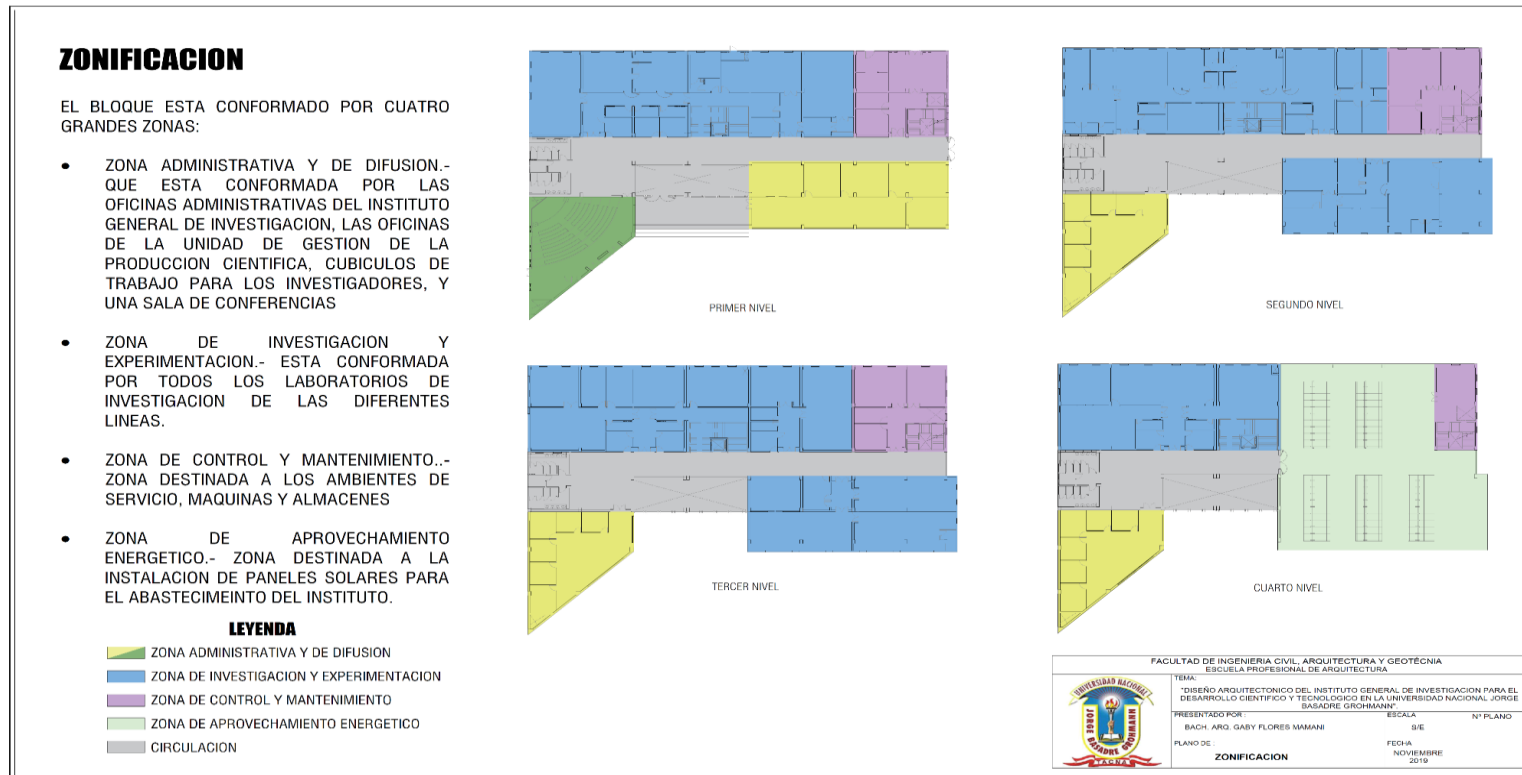 ZONIFICACION
EL BLOQUE ESTA CONFORMADO POR CUATRO
GRANDES ZONAS:
• ZONA ADMINISTRATIVA Y DE DIFUSION.-
QUE ESTA CONFORMADA POR LAS
OFICINAS ADMINISTRATIVAS DEL INSTITUTO
GENERAL DE INVESTIGACION, LAS OFICINAS
DE LA UNIDAD DE GESTION DE LA
PRODUCCION CIENTIFICA, CUBICULOS DE
TRABAJO PARA LOS INVESTIGADORES, Y
UNA SALA DE CONFERENCIAS
• ZONA DE INVESTIGACION Y
EXPERIMENTACION.- ESTA CONFORMADA
POR TODOS LOS LABORATORIOS DE
INVESTIGACION DE LAS DIFERENTES
LINEAS.
• ZONA DE CONTROL Y MANTENIMIENTO..-
ZONA DESTINADA A LOS AMBIENTES DE
SERVICIO, MAQUINAS Y ALMACENES
• ZONA DE APROVECHAMIENTO
ENERGETICO.- ZONA DESTINADA A LA
INSTALACION DE PANELES SOLARES PARA
EL ABASTECIMEINTO DEL INSTITUTO.
LEYENDA
ZONA ADMINISTRATIVA Y DE DIFUSION
ZONA DE INVESTIGACION Y EXPERIMENTACION
ZONA DE CONTROL Y MANTENIMIENTO
ZONA DE APROVECHAMIENTO ENERGETICO
CIRCULACION
PRIMER NIVEL
SEGUNDO NIVEL
TERCER NIVEL
CUARTO NIVEL
FACULTAD DE INGENIERIA CIVIL, ARQUITECTURA Y GEOTÉCNIA
ESCUELA PROFESIONAL DE ARQUITECTURA
UNIVERSIDAD NACIONAL
JORGE BASADRE GROHMANN
TACNA
TEMA:
"DISEÑO ARQUITECTONICO DEL INSTITUTO GENERAL DE INVESTIGACION PARA EL
DESARROLLO CIENTIFICO Y TECNOLOGICO EN LA UNIVERSIDAD NACIONAL JORGE
BASADRE GROHMANN".
PRESENTADO POR :
BACH. ARQ. GABY FLORES MAMANI
ESCALA
S/E
N° PLANO
PLANO DE :
ZONIFICACION
FECHA
NOVIEMBRE
2019